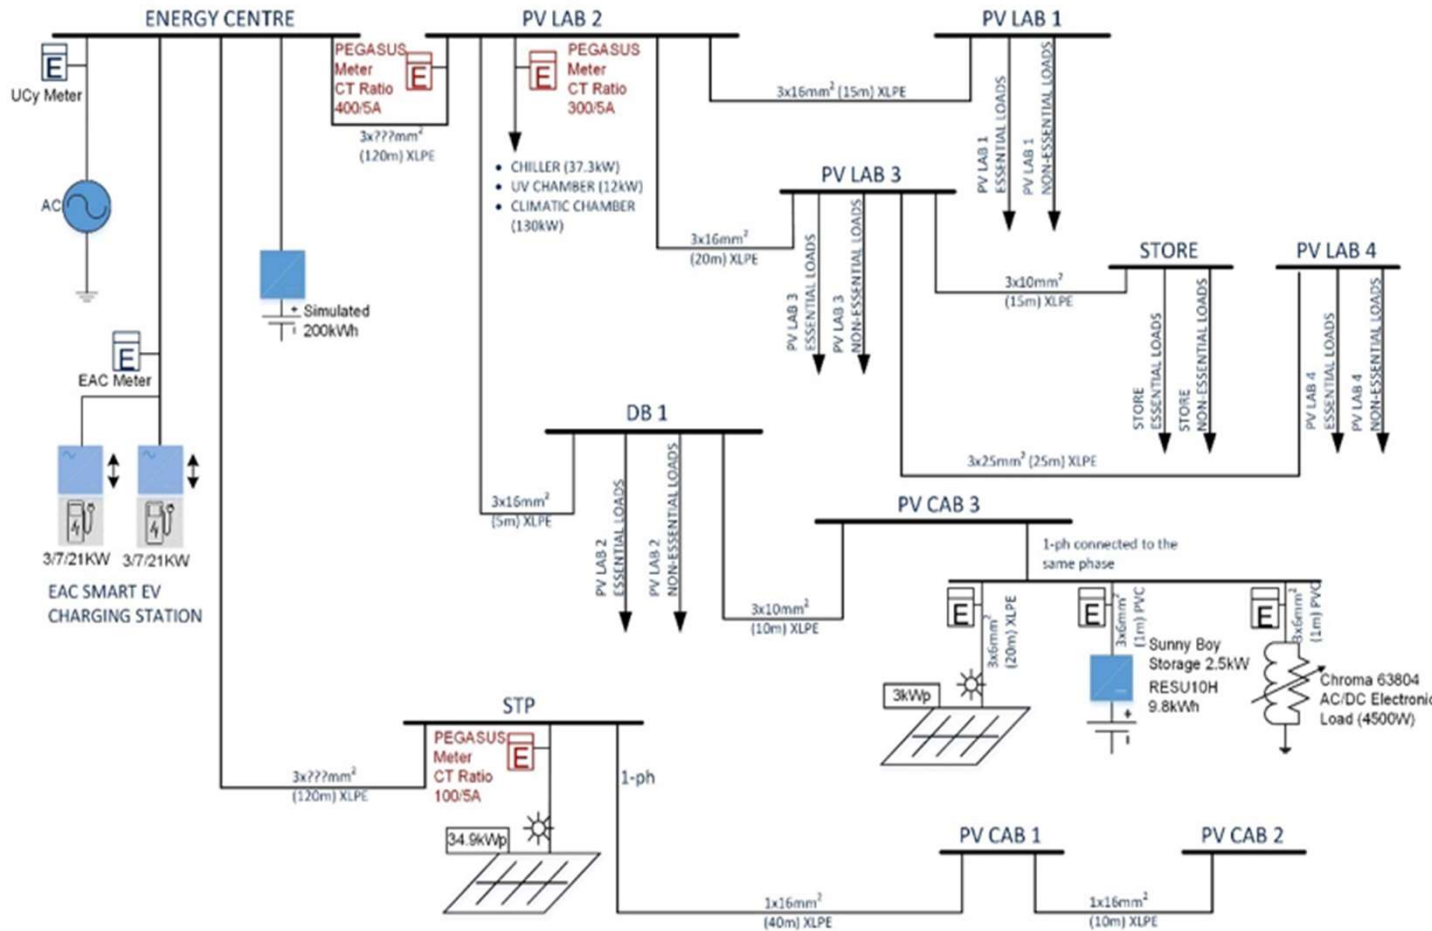 ENERGY CENTRE
PV LAB 2
PV LAB 1
E
UCy Meter
PEGASUS
Meter
CT Ratio
400/5A
E
E
PEGASUS
Meter
CT Ratio
300/5A
3x???mm²
(120m) XLPE
3x16mm² (15m) XLPE
PV LAB 1
ESSENTIAL LOADS
PV LAB 1
NON-ESSENTIAL LOADS
• CHILLER (37.3kW)
• UV CHAMBER (12kW)
• CLIMATIC CHAMBER
(130kW)
AC
PV LAB 3
3x16mm²
(20m) XLPE
PV LAB 3
ESSENTIAL LOADS
PV LAB 3
NON-ESSENTIAL LOADS
STORE
PV LAB 4
3x10mm²
(15m) XLPE
STORE
ESSENTIAL LOADS
STORE
NON-ESSENTIAL LOADS
PV LAB 4
ESSENTIAL LOADS
PV LAB 4
NON-ESSENTIAL LOADS
+ Simulated
200kWh
E
EAC Meter
3/7/21KW
3/7/21KW
EAC SMART EV
CHARGING STATION
DB 1
3x25mm² (25m) XLPE
3x16mm²
(5m) XLPE
PV LAB 2
ESSENTIAL LOADS
PV LAB 2
NON-ESSENTIAL LOADS
PV CAB 3
1-ph connected to the
same phase
3x10mm²
(10m) XLPE
E
3x6mm²
(20m) XLPE
E
3x6mm²
(1m) PVC
E
3x6mm²
(1m) PVC
3kWp
Sunny Boy
Storage 2.5kW
RESU10H
9.8kWh
+
Chroma 63804
AC/DC Electronic
Load (4500W)
STP
PEGASUS
Meter
CT Ratio
100/5A
E
1-ph
3x???mm²
(120m) XLPE
34.9kWp
PV CAB 1
PV CAB 2
1x16mm²
(40m) XLPE
1x16mm²
(10m) XLPE